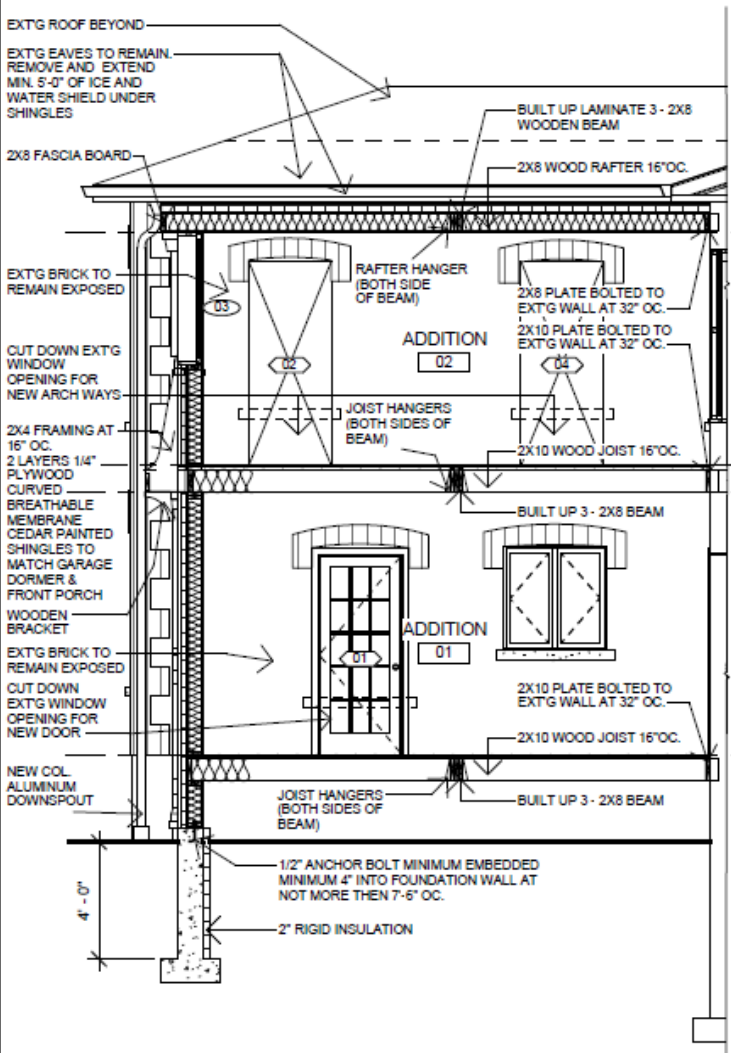 EXT'G ROOF BEYOND
EXT'G EAVES TO REMAIN.
REMOVE AND EXTEND
MIN. 5'-0" OF ICE AND
WATER SHIELD UNDER
SHINGLES
2X8 FASCIA BOARD
BUILT UP LAMINATE 3 - 2X8
WOODEN BEAM
2X8 WOOD RAFTER 16"OC.
EXT'G BRICK TO
REMAIN EXPOSED
03
RAFTER HANGER
(BOTH SIDE
OF BEAM)
2X8 PLATE BOLTED TO
EXT'G WALL AT 32" OC.
2X10 PLATE BOLTED TO
EXT'G WALL AT 32" OC.
ADDITION
02
02
04
CUT DOWN EXT'G
WINDOW
OPENING FOR
NEW ARCH WAYS
JOIST HANGERS
(BOTH SIDES OF
BEAM)
2X10 WOOD JOIST 16"OC.
2X4 FRAMING AT
16" OC.
2 LAYERS 1/4"
PLYWOOD
CURVED
BREATHABLE
MEMBRANE
CEDAR PAINTED
SHINGLES TO
MATCH GARAGE
DORMER &
FRONT PORCH
BUILT UP 3 - 2X8 BEAM
WOODEN
BRACKET
ADDITION
01
01
EXT'G BRICK TO
REMAIN EXPOSED
CUT DOWN
EXT'G WINDOW
OPENING FOR
NEW DOOR
2X10 PLATE BOLTED TO
EXT'G WALL AT 32" OC.
2X10 WOOD JOIST 16"OC.
NEW COL.
ALUMINUM
DOWNSPOUT
JOIST HANGERS
(BOTH SIDES OF
BEAM)
BUILT UP 3 - 2X8 BEAM
1/2" ANCHOR BOLT MINIMUM EMBEDDED
MINIMUM 4" INTO FOUNDATION WALL AT
NOT MORE THEN 7'-6" OC.
4' - 0"
2" RIGID INSULATION